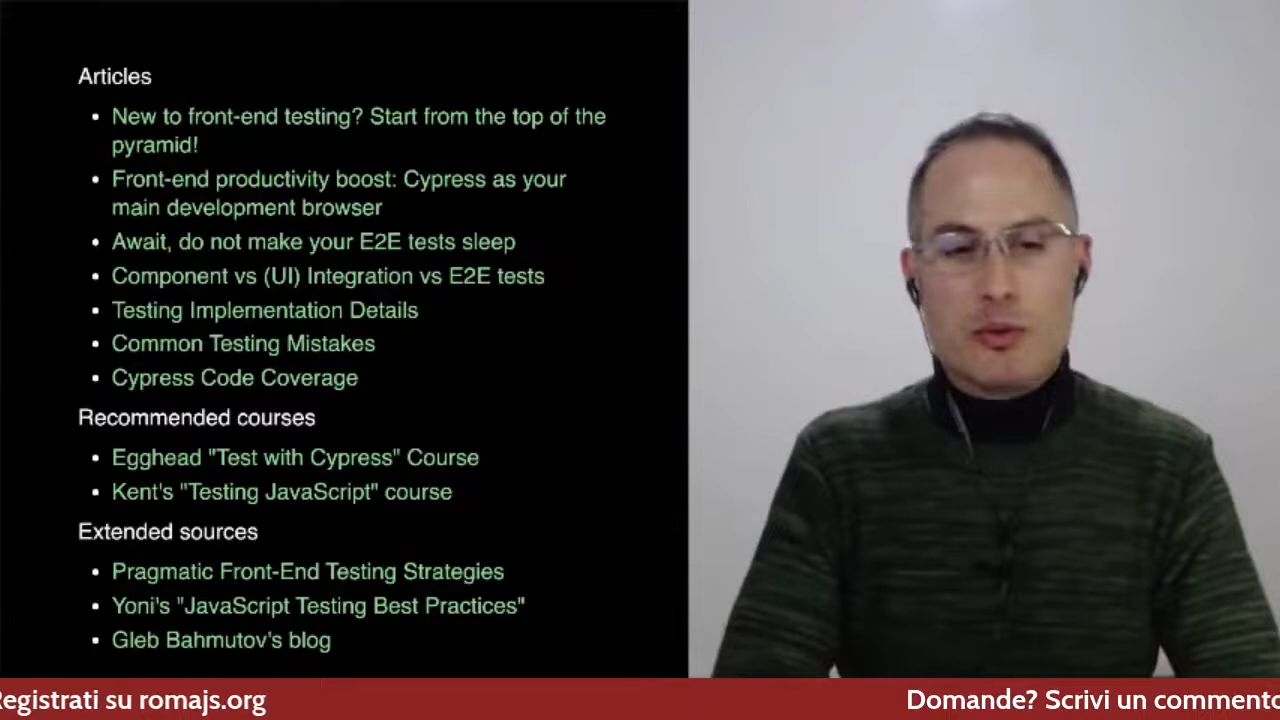 Articles
• New to front-end testing? Start from the top of the
pyramid!
• Front-end productivity boost: Cypress as your
main development browser
• Await, do not make your E2E tests sleep
• Component vs (UI) Integration vs E2E tests
• Testing Implementation Details
• Common Testing Mistakes
• Cypress Code Coverage
Recommended courses
• Egghead "Test with Cypress" Course
• Kent's "Testing JavaScript" course
Extended sources
• Pragmatic Front-End Testing Strategies
• Yoni's "JavaScript Testing Best Practices"
• Gleb Bahmutov's blog
Registrati su romajs.org
Domande? Scrivi un commento